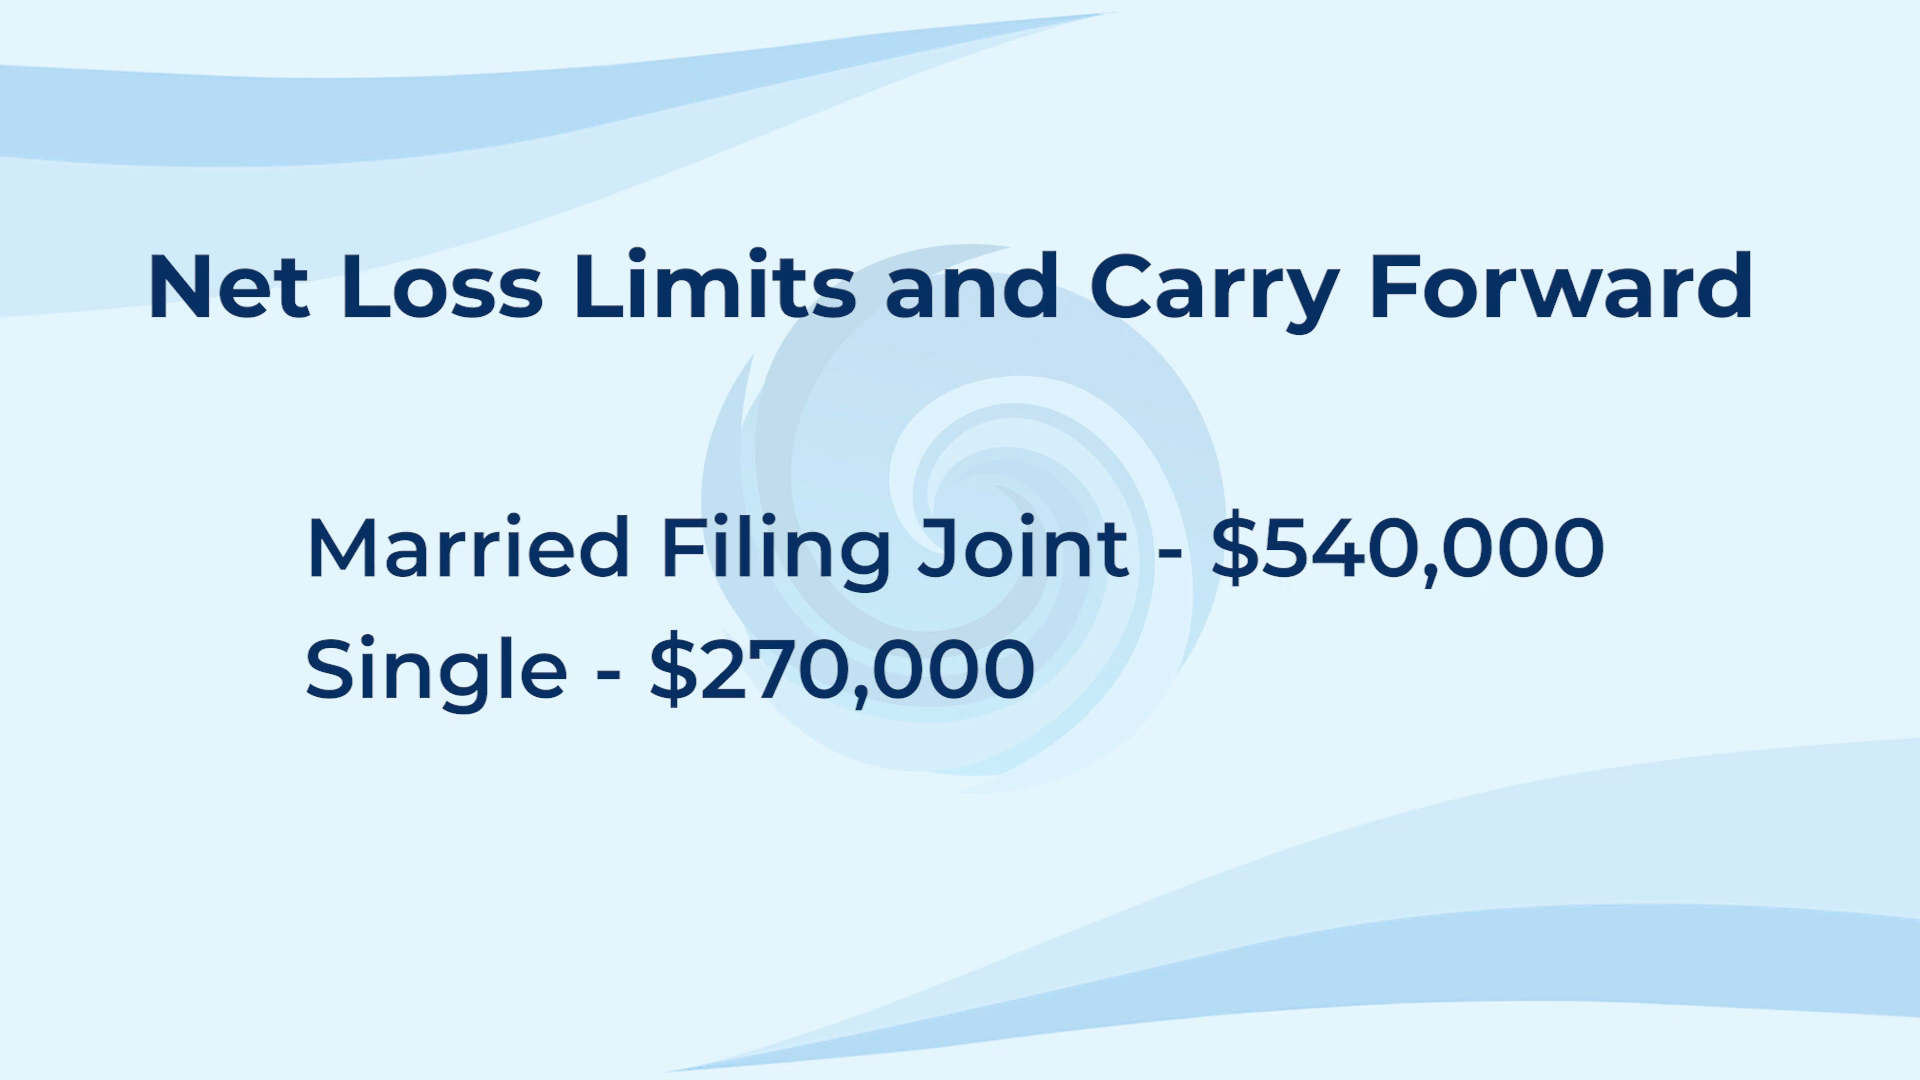 Net Loss Limits and Carry Forward
Married Filing Joint - $540,000
Single - $270,000